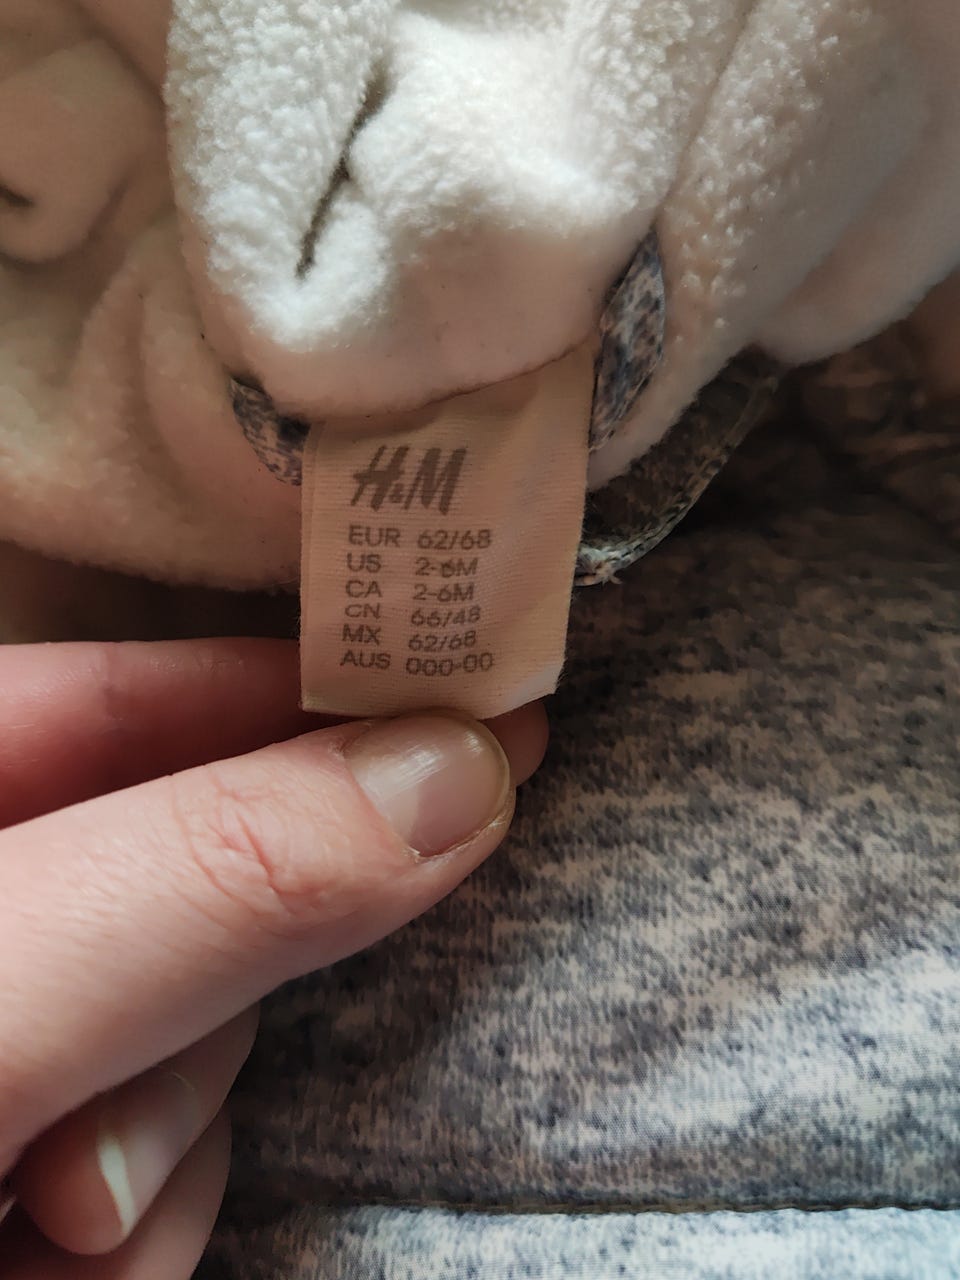 H&M
EUR 62/68
US 2-6M
CA 2-6M
CN 66/48
MX 62/68
AUS 000-00